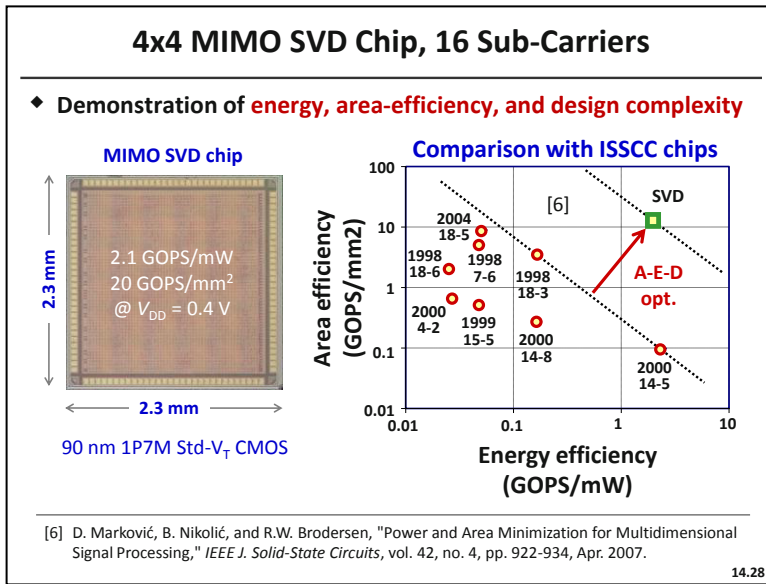 4x4 MIMO SVD Chip, 16 Sub-Carriers
◆ Demonstration of energy, area-efficiency, and design complexity
MIMO SVD chip
2.3 mm
2.1 GOPS/mW
20 GOPS/mm²
@ V_DD = 0.4 V
2.3 mm
90 nm 1P7M Std-V_T CMOS
Comparison with ISSCC chips
Area efficiency
(GOPS/mm2)
100
10
1
0.1
0.01
0.01
0.1
1
10
Energy efficiency
(GOPS/mW)
[6]
SVD
A-E-D
opt.
2004
18-5
1998
18-6
1998
7-6
1998
18-3
2000
4-2
1999
15-5
2000
14-8
2000
14-5
[6] D. Marković, B. Nikolić, and R.W. Brodersen, "Power and Area Minimization for Multidimensional
Signal Processing," IEEE J. Solid-State Circuits, vol. 42, no. 4, pp. 922-934, Apr. 2007.
14.28